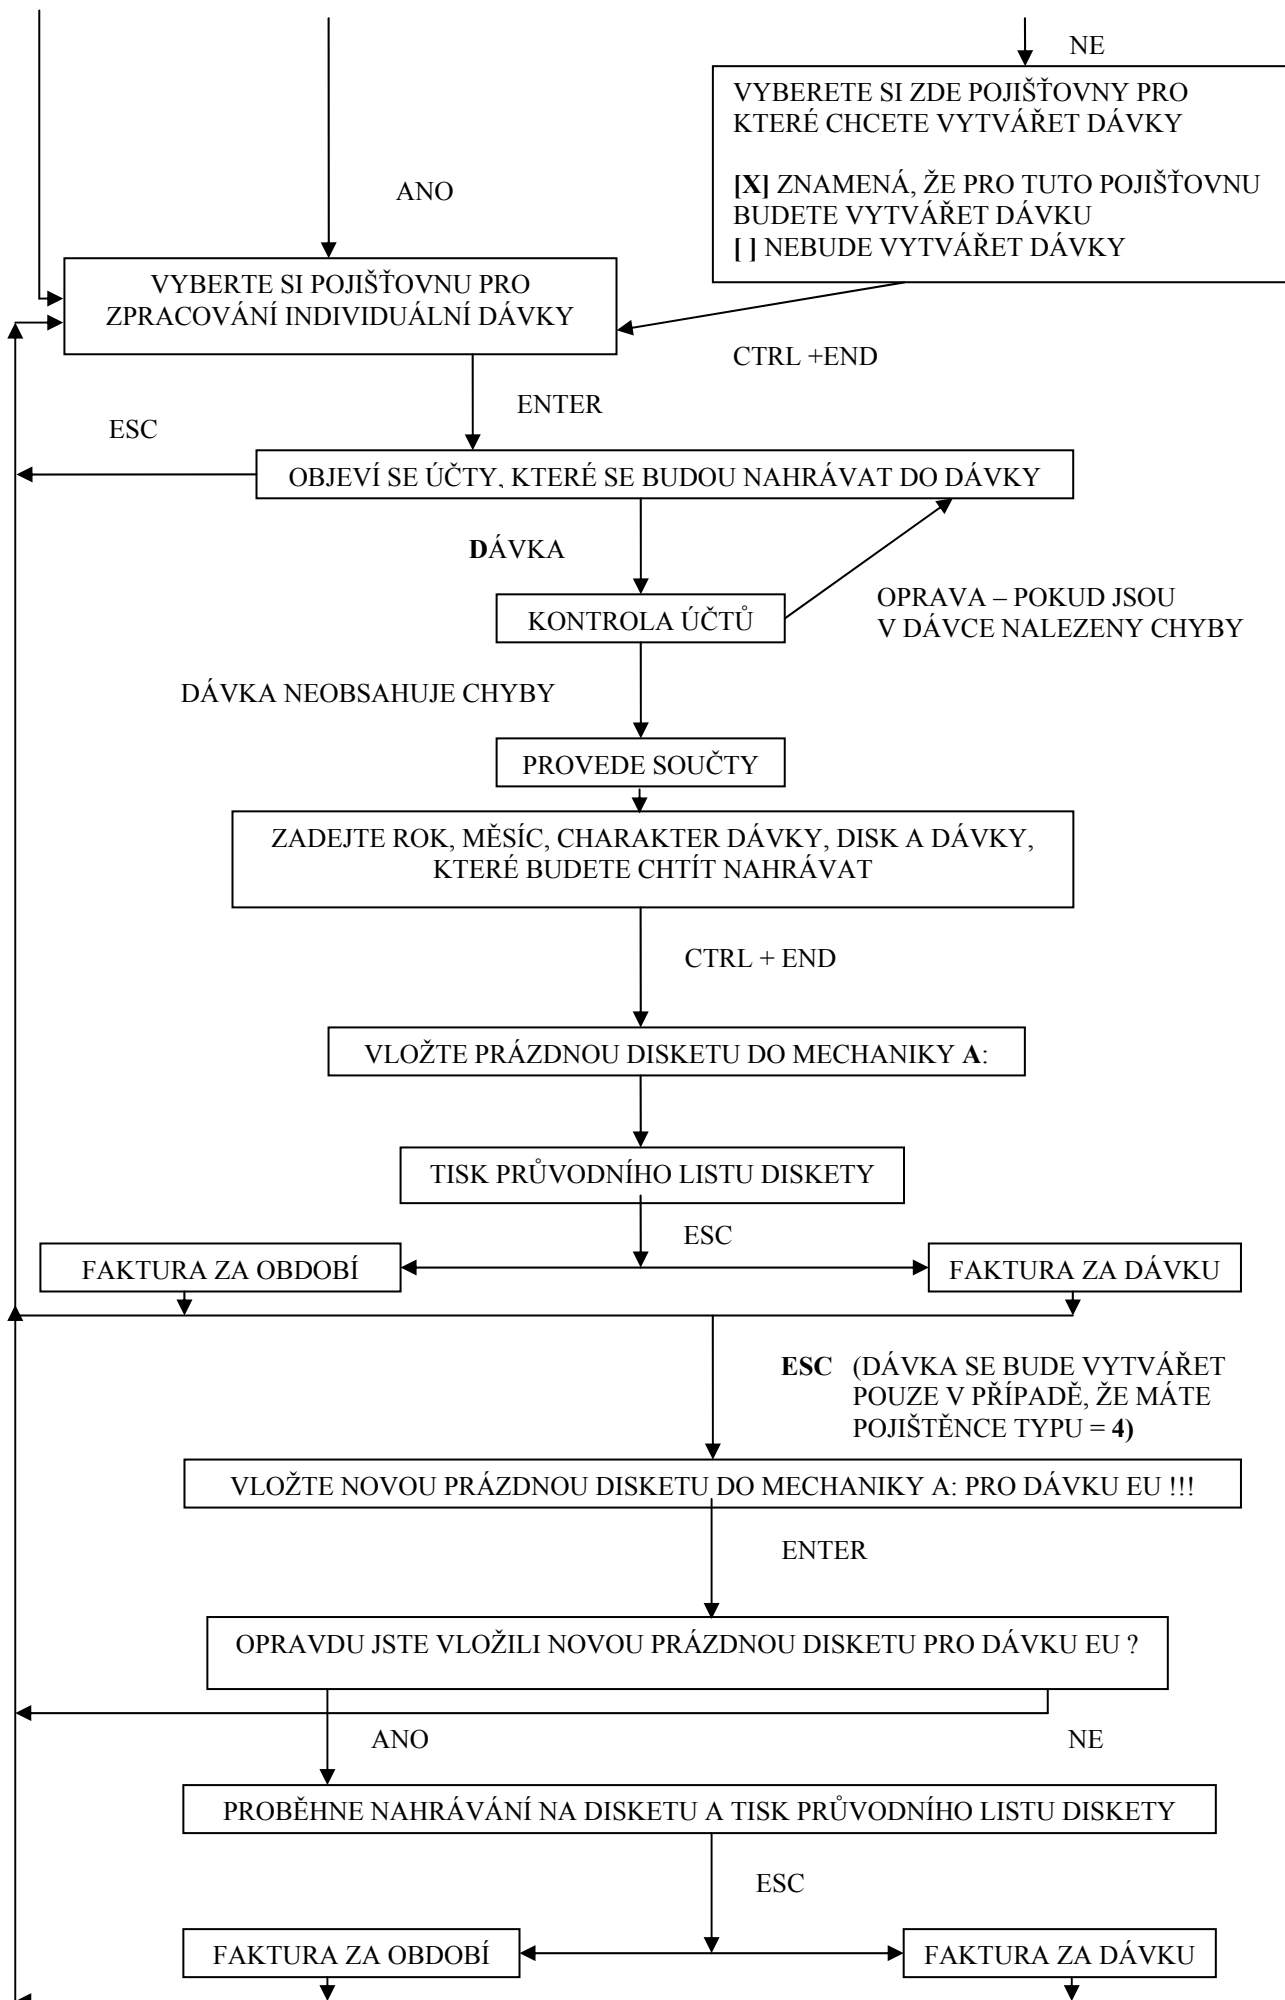 NE
VYBERETE SI ZDE POJIŠŤOVNY PRO
KTERÉ CHCETE VYTVÁŘET DÁVKY
[X] ZNAMENÁ, ŽE PRO TUTO POJIŠŤOVNU
BUDETE VYTVÁŘET DÁVKU
[ ] NEBUDE VYTVÁŘET DÁVKY
ANO
VYBERTE SI POJIŠŤOVNU PRO
ZPRACOVÁNÍ INDIVIDUÁLNÍ DÁVKY
CTRL +END
ENTER
ESC
OBJEVÍ SE ÚČTY, KTERÉ SE BUDOU NAHRÁVAT DO DÁVKY
DÁVKA
KONTROLA ÚČTŮ
OPRAVA – POKUD JSOU
V DÁVCE NALEZENY CHYBY
DÁVKA NEOBSAHUJE CHYBY
PROVEDE SOUČTY
ZADEJTE ROK, MĚSÍC, CHARAKTER DÁVKY, DISK A DÁVKY,
KTERÉ BUDETE CHTÍT NAHRÁVAT
CTRL + END
VLOŽTE PRÁZDNOU DISKETU DO MECHANIKY A:
TISK PRŮVODNÍHO LISTU DISKETY
ESC
FAKTURA ZA OBDOBÍ
FAKTURA ZA DÁVKU
ESC (DÁVKA SE BUDE VYTVÁŘET
POUZE V PŘÍPADĚ, ŽE MÁTE
POJIŠTĚNCE TYPU = 4)
VLOŽTE NOVOU PRÁZDNOU DISKETU DO MECHANIKY A: PRO DÁVKU EU !!!
ENTER
OPRAVDU JSTE VLOŽILI NOVOU PRÁZDNOU DISKETU PRO DÁVKU EU ?
ANO
NE
PROBĚHNE NAHRÁVÁNÍ NA DISKETU A TISK PRŮVODNÍHO LISTU DISKETY
ESC
FAKTURA ZA OBDOBÍ
FAKTURA ZA DÁVKU